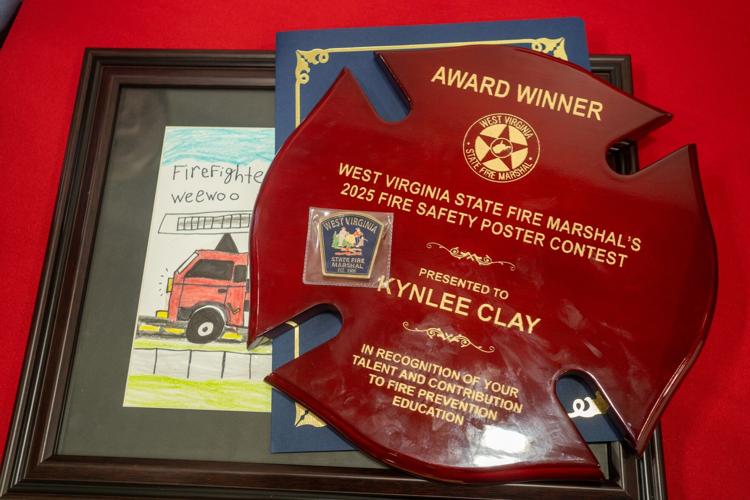 AWARD WINNER
WEST VIRGINIA
STATE FIRE MARSHAL
WEST VIRGINIA STATE FIRE MARSHAL'S
2025 FIRE SAFETY POSTER CONTEST
PRESENTED TO
KYNLEE CLAY
IN RECOGNITION OF YOUR
TALENT AND CONTRIBUTION
TO FIRE PREVENTION
EDUCATION
WEST VIRGINIA
STATE FIRE
MARSHAL
FireFighte
weewoo